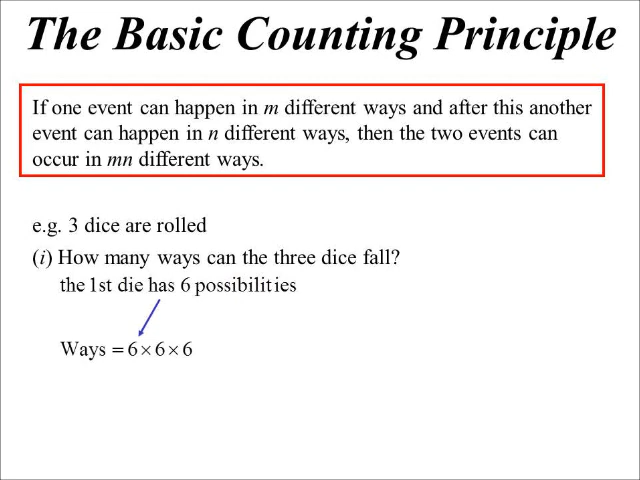 The Basic Counting Principle
If one event can happen in m different ways and after this another
event can happen in n different ways, then the two events can
occur in mn different ways.
e.g. 3 dice are rolled
(i) How many ways can the three dice fall?
the 1st die has 6 possibilities
Ways = 6 × 6 × 6